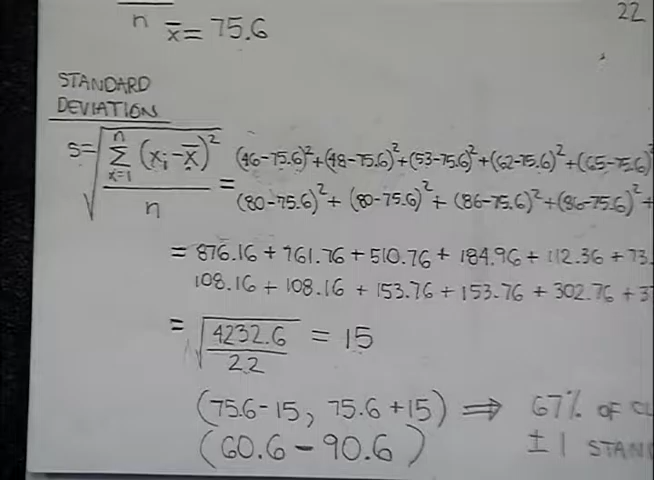 n x̄ = 75.6
22
STANDARD
DEVIATION
s=√(∑ⁿₓ₌₁ (xᵢ-x̄)² / n) = (46-75.6)²+(48-75.6)²+(53-75.6)²+(62-75.6)²+(65-75.6)²
(80-75.6)²+(80-75.6)²+(86-75.6)²+(86-75.6)²+
= 876.16+761.76+510.76+184.96+112.36+73.
108.16+108.16+153.76+153.76+302.76+3
= √(4232.6 / 22) = 15
(75.6-15, 75.6+15) ⇒ 67% OF CL
(60.6-90.6) ±1 STAN